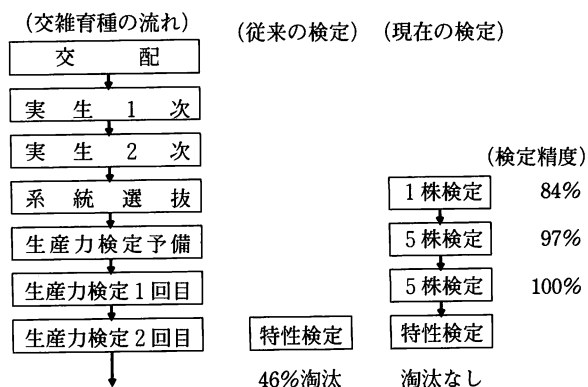 (交雑育種の流れ) (従来の検定) (現在の検定)
交配
実生1次
実生2次
(検定精度)
系統選抜 1株検定 84%
生産力検定予備 5株検定 97%
生産力検定1回目 5株検定 100%
生産力検定2回目 特性検定 特性検定
46%淘汰 淘汰なし